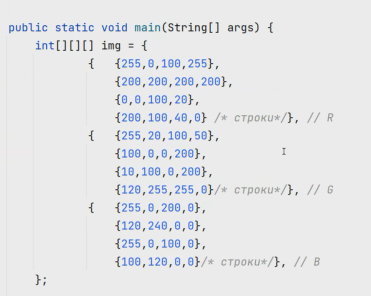 public static void main(String[] args) {
    int[][][] img = {
            {   {255,0,100,255},
                {200,200,200,200},
                {0,0,100,20},
                {200,100,40,0} /* строки*/}, // R
            {   {255,20,100,50},
                {100,0,0,200},
                {10,100,0,200},
                {120,255,255,0}/* строки*/}, // G
            {   {255,0,200,0},
                {120,240,0,0},
                {255,0,100,0},
                {100,120,0,0}/* строки*/}, // B
    };